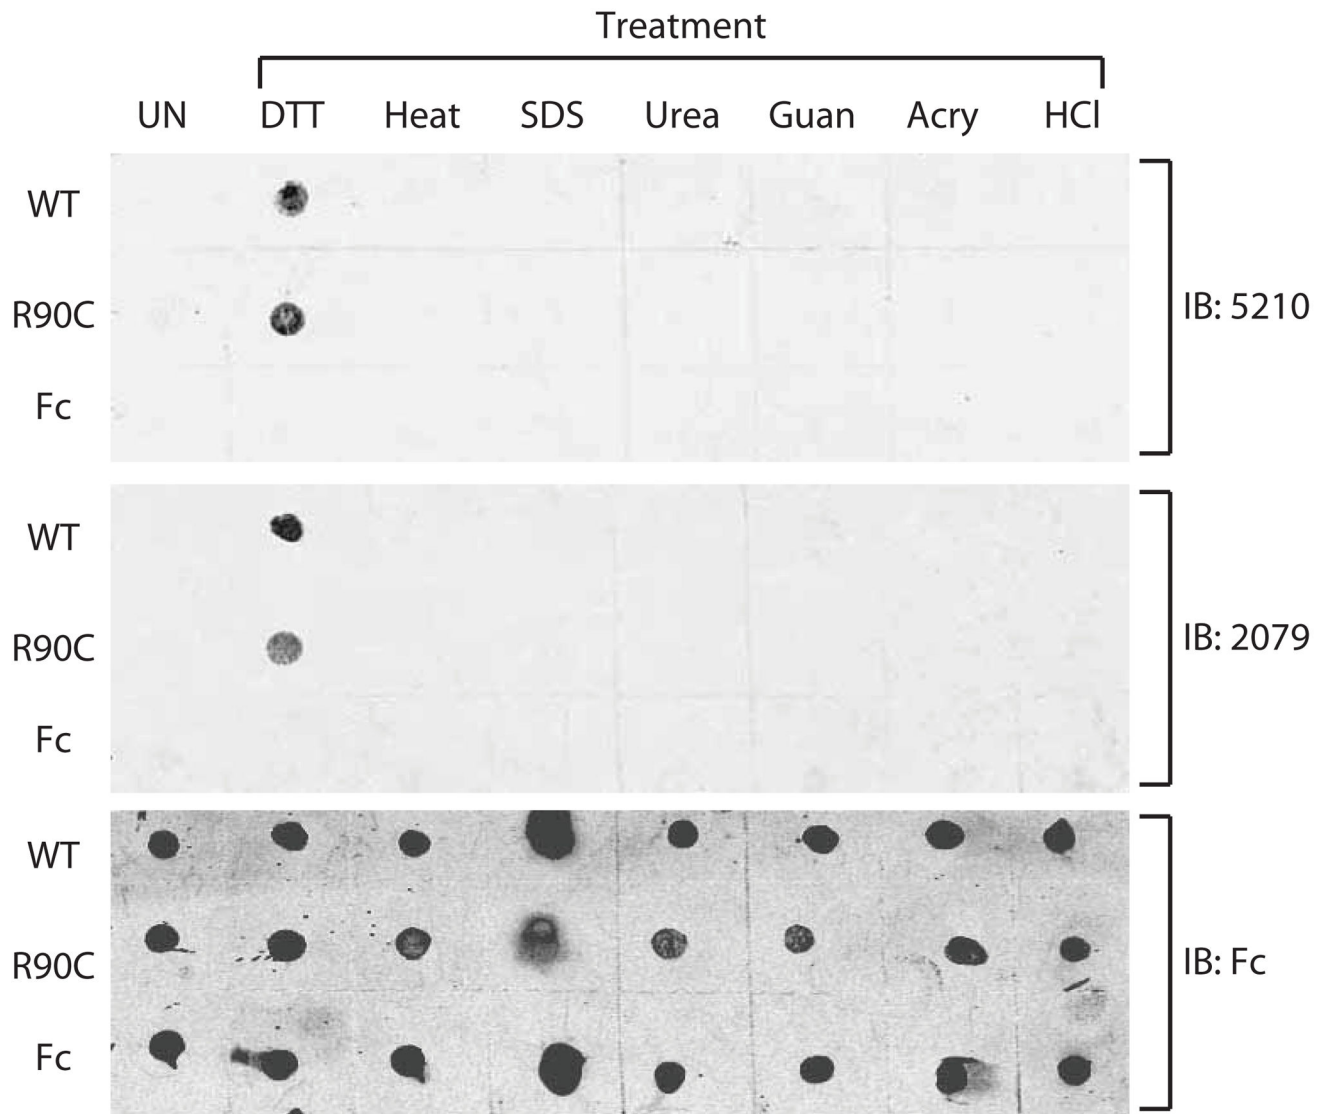 Treatment
UN DTT Heat SDS Urea Guan Acry HCl
WT
R90C
Fc
IB: 5210
WT
R90C
Fc
IB: 2079
WT
R90C
Fc
IB: Fc